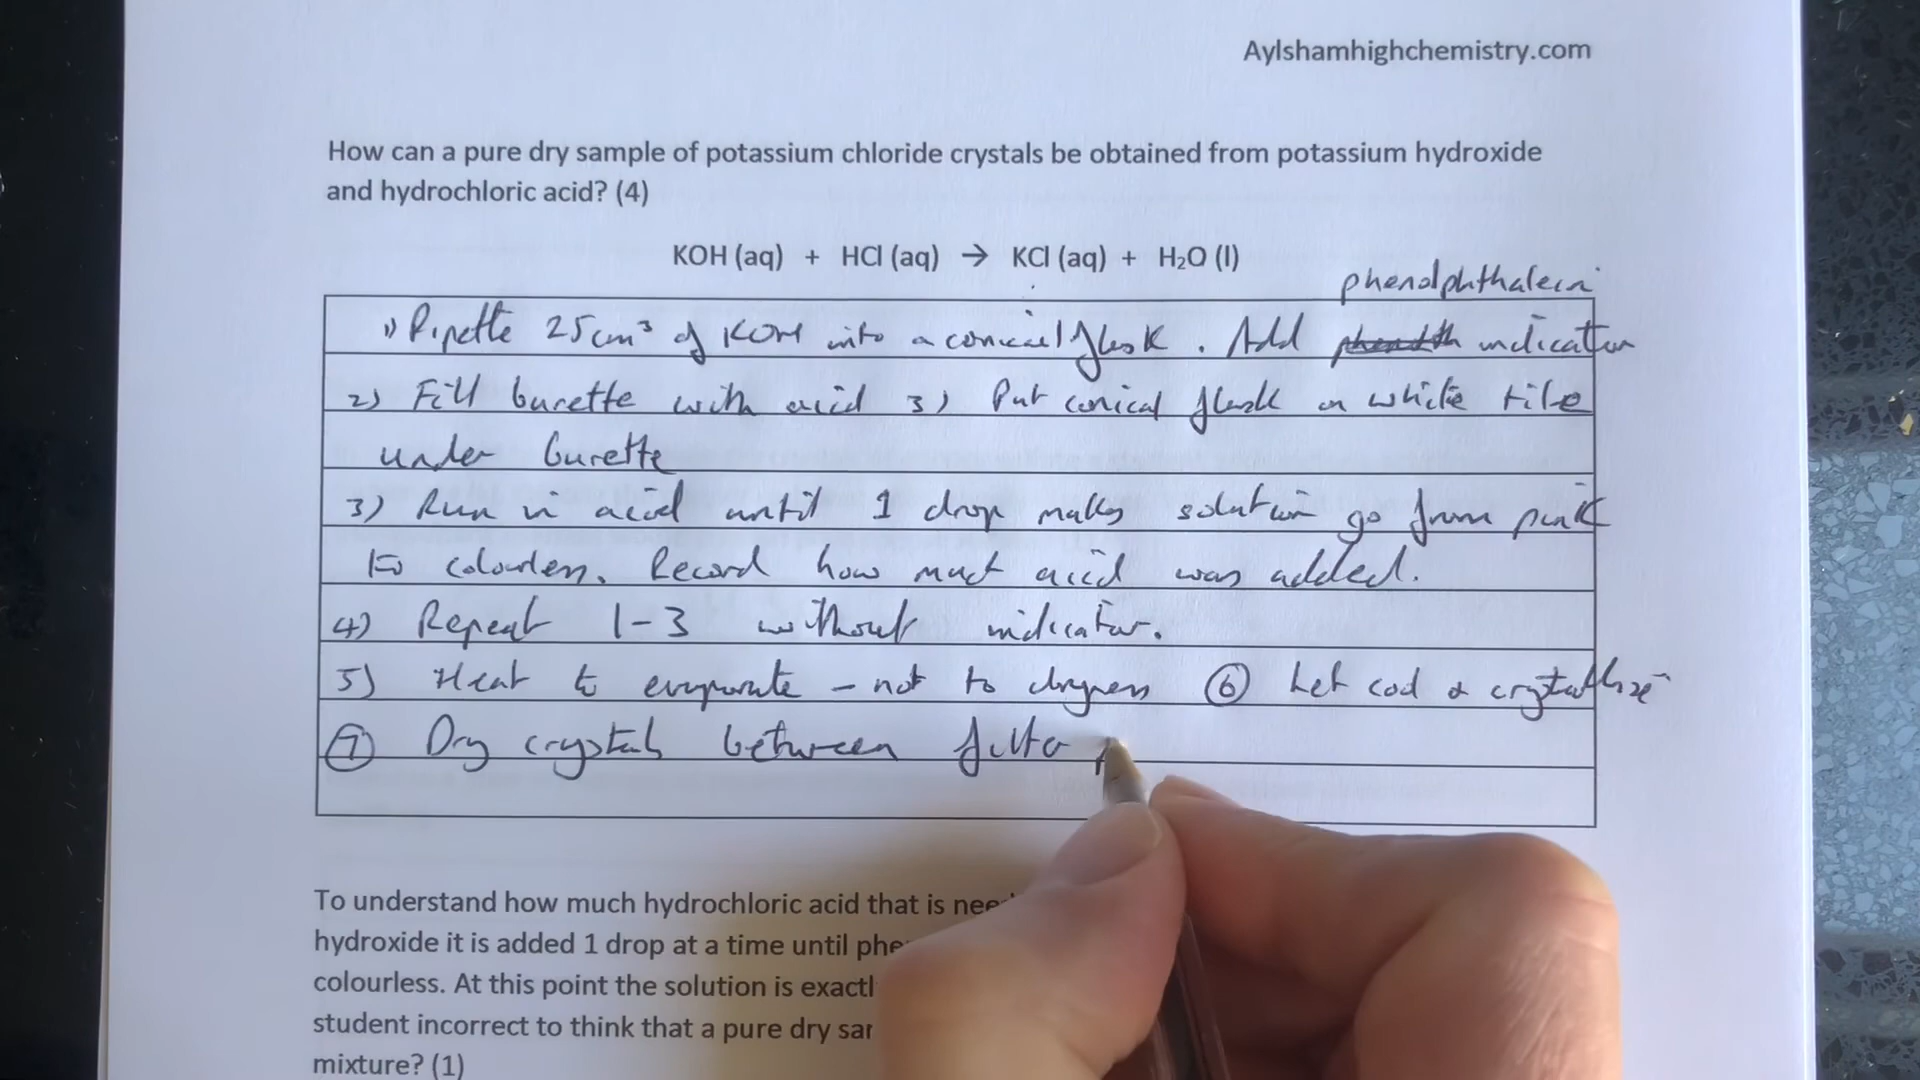 Aylshamhighchemistry.com
How can a pure dry sample of potassium chloride crystals be obtained from potassium hydroxide
and hydrochloric acid? (4)
KOH (aq) + HCl (aq) → KCl (aq) + H₂O (l)
phenolphthalein
1) Pipette 25cm³ of KOH into a conical flask. Add indicator
2) Fill burette with acid 3) Put conical flask on white tile
under burette
3) Run in acid until 1 drop makes solution go from pink
to colourless. Record how much acid was added.
4) Repeat 1-3 without indicator.
5) Heat to evaporate - not to dryness ⑥ Let cool & crystallise
⑦ Dry crystals between filter p
To understand how much hydrochloric acid that is nee
hydroxide it is added 1 drop at a time until phe
colourless. At this point the solution is exactl
student incorrect to think that a pure dry sa
mixture? (1)